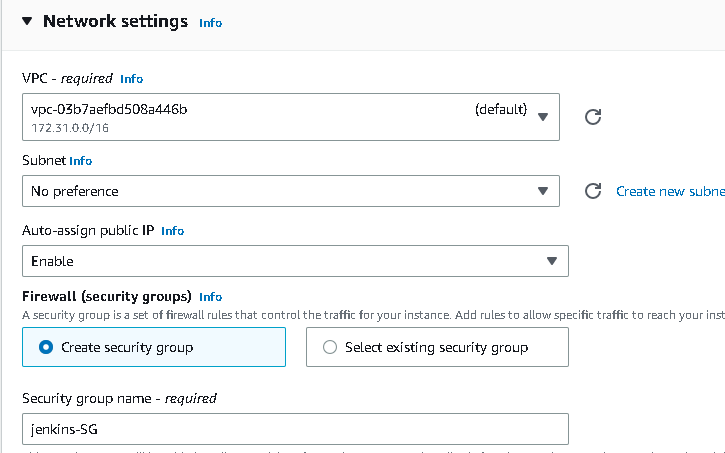 Network settings Info
VPC - required Info
vpc-03b7aefbd508a446b (default)
172.31.0.0/16
Subnet Info
No preference
Create new subne
Auto-assign public IP Info
Enable
Firewall (security groups) Info
A security group is a set of firewall rules that control the traffic for your instance. Add rules to allow specific traffic to reach your inst
Create security group
Select existing security group
Security group name - required
jenkins-SG